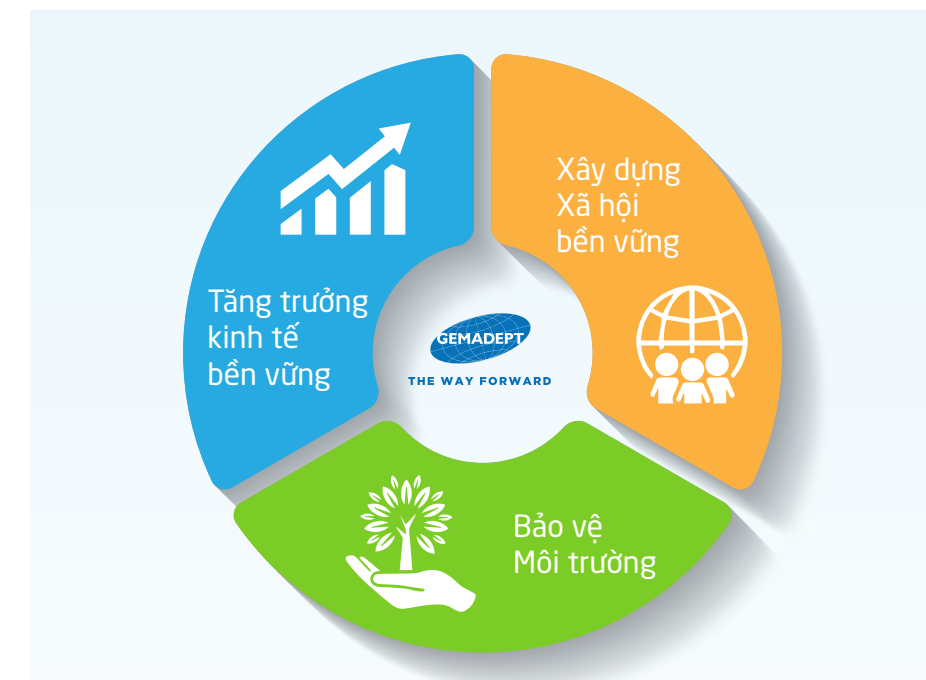 Tăng trưởng
kinh tế
bền vững
Xây dựng
Xã hội
bền vững
GEMADEPT
THE WAY FORWARD
Bảo vệ
Môi trường